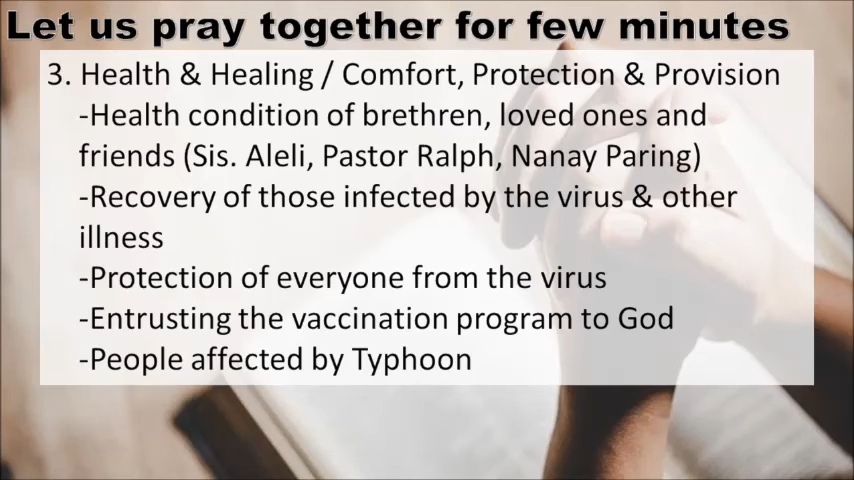 Let us pray together for few minutes
3. Health & Healing / Comfort, Protection & Provision
-Health condition of brethren, loved ones and
friends (Sis. Aleli, Pastor Ralph, Nanay Paring)
-Recovery of those infected by the virus & other
illness
-Protection of everyone from the virus
-Entrusting the vaccination program to God
-People affected by Typhoon